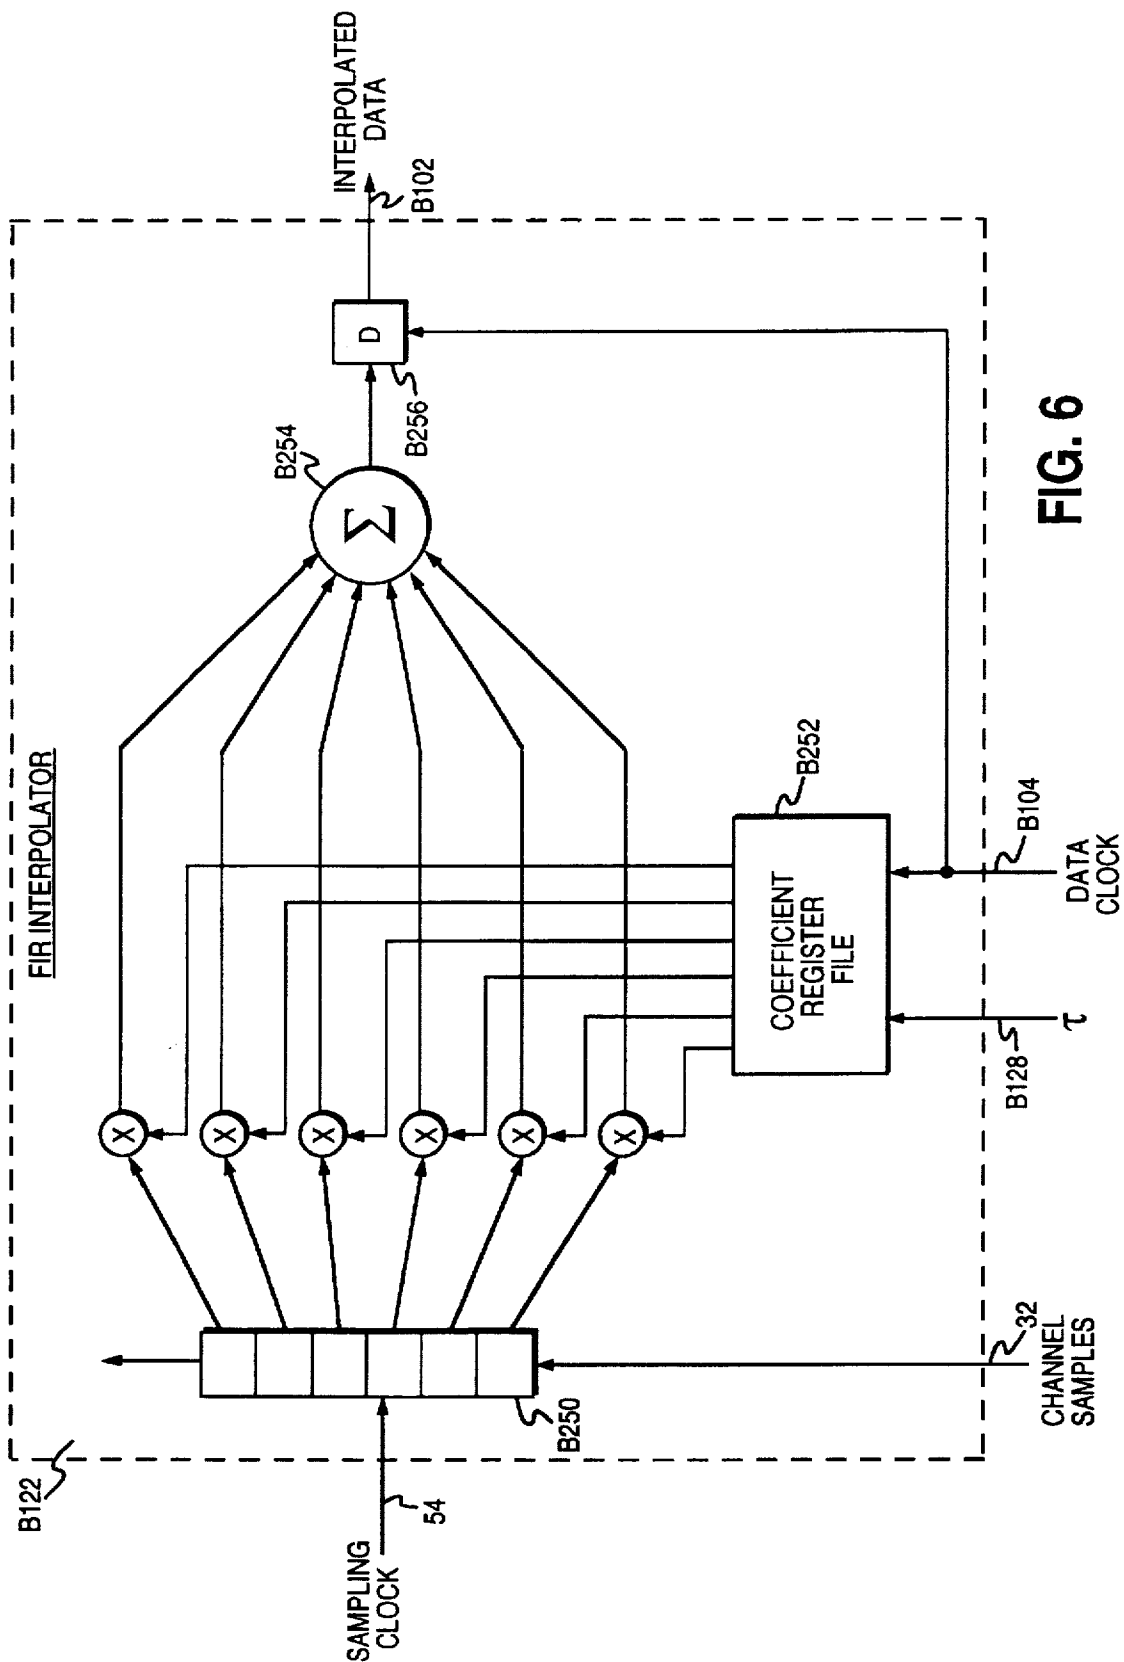 FIR INTERPOLATOR
B122
SAMPLING
CLOCK
54
B250
32
CHANNEL
SAMPLES
X
X
X
X
X
X
COEFFICIENT
REGISTER
FILE
B252
B128
τ
B104
DATA
CLOCK
B254
Σ
D
B256
INTERPOLATED
DATA
B102
FIG. 6